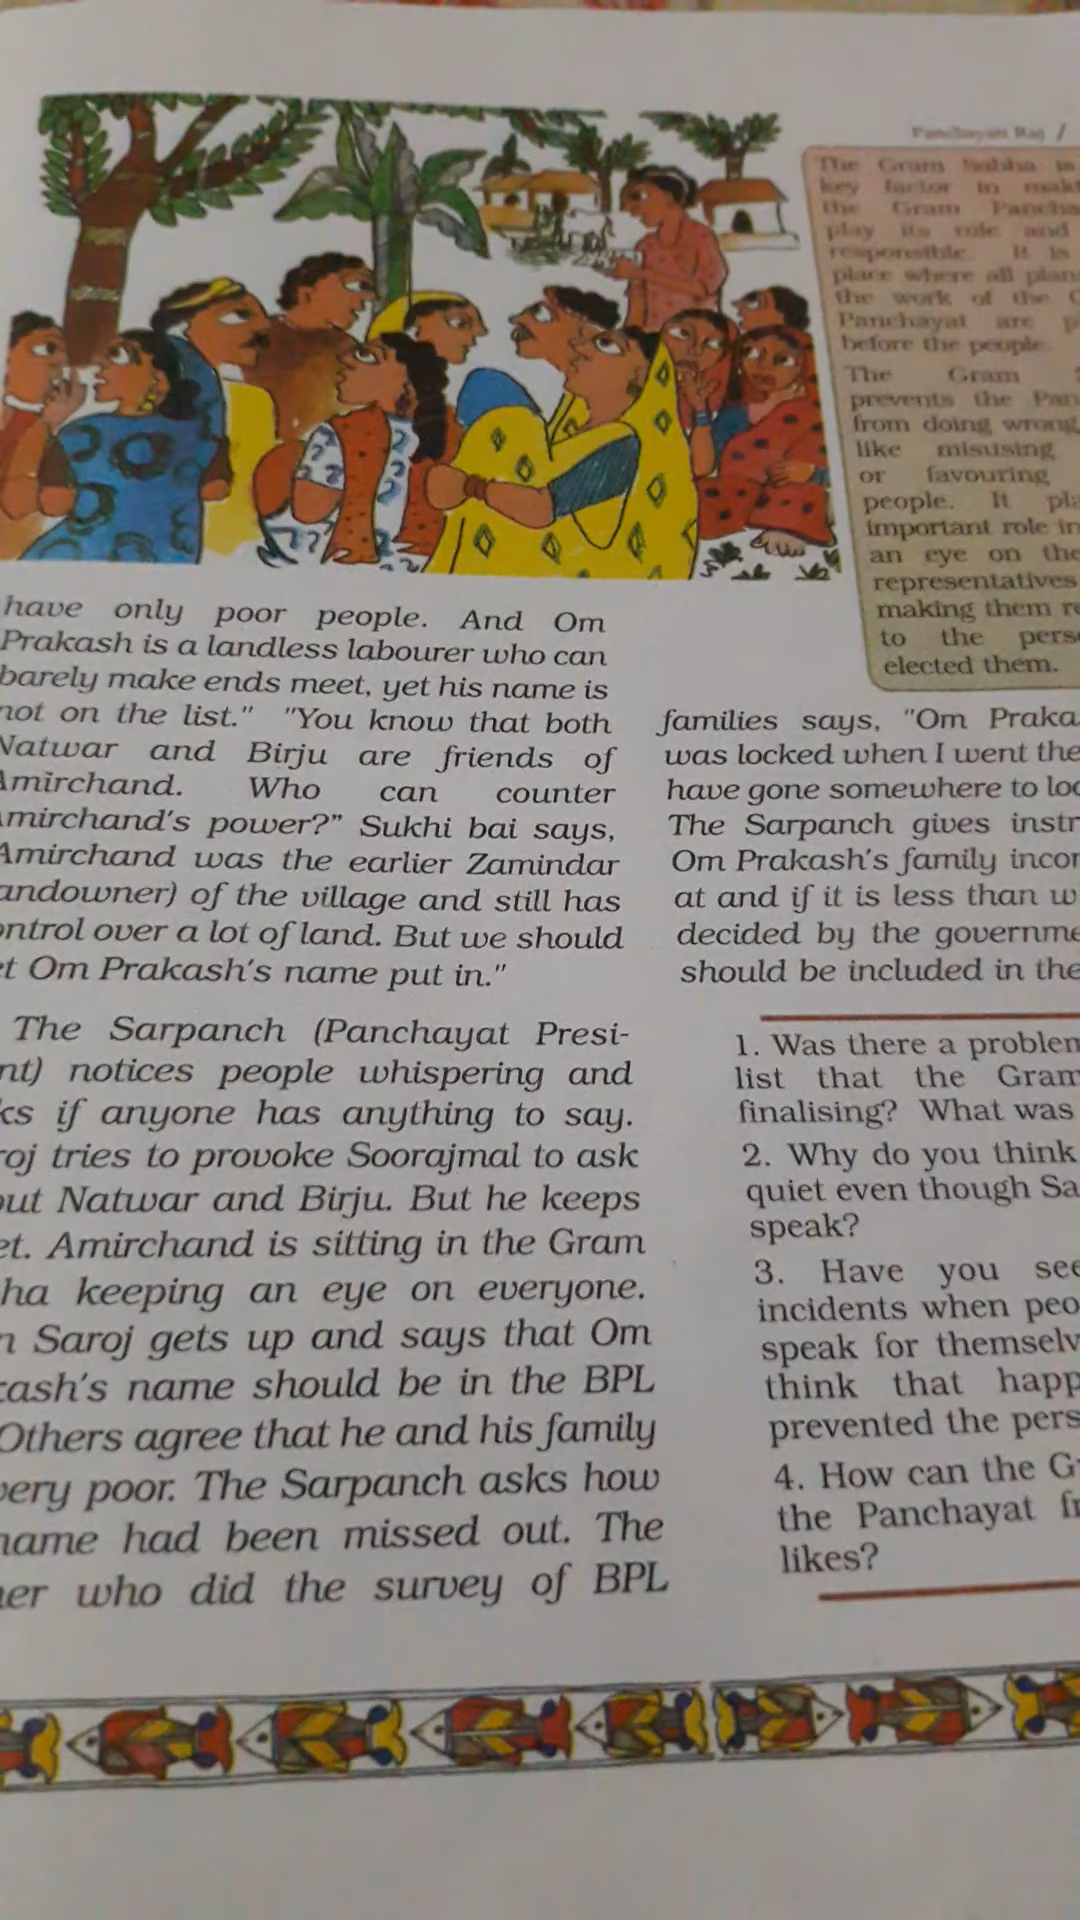 Panchayati Raj /
The Gram Sabha is
key factor in mak
the Gram Pancha
play its role and
responsible. It is
place where all plan
the work of the G
Panchayat are p
before the people.
The Gram
prevents the Pan
from doing wrong
like misusing
or favouring
people. It pla
important role in
an eye on the
representatives
making them re
to the pers
elected them.
have only poor people. And Om
Prakash is a landless labourer who can
barely make ends meet, yet his name is
not on the list." "You know that both
Natwar and Birju are friends of
Amirchand. Who can counter
mirchand's power?" Sukhi bai says,
Amirchand was the earlier Zamindar
andowner) of the village and still has
ontrol over a lot of land. But we should
et Om Prakash's name put in."
The Sarpanch (Panchayat Presi-
nt) notices people whispering and
ks if anyone has anything to say.
roj tries to provoke Soorajmal to ask
out Natwar and Birju. But he keeps
et. Amirchand is sitting in the Gram
ha keeping an eye on everyone.
n Saroj gets up and says that Om
kash's name should be in the BPL
Others agree that he and his family
very poor. The Sarpanch asks how
name had been missed out. The
ner who did the survey of BPL
families says, "Om Praka
was locked when I went the
have gone somewhere to loo
The Sarpanch gives instr
Om Prakash's family incom
at and if it is less than w
decided by the governme
should be included in the
1. Was there a problem
list that the Gram
finalising? What was
2. Why do you think
quiet even though Sa
speak?
3. Have you see
incidents when peo
speak for themselv
think that happ
prevented the pers
4. How can the G
the Panchayat fr
likes?